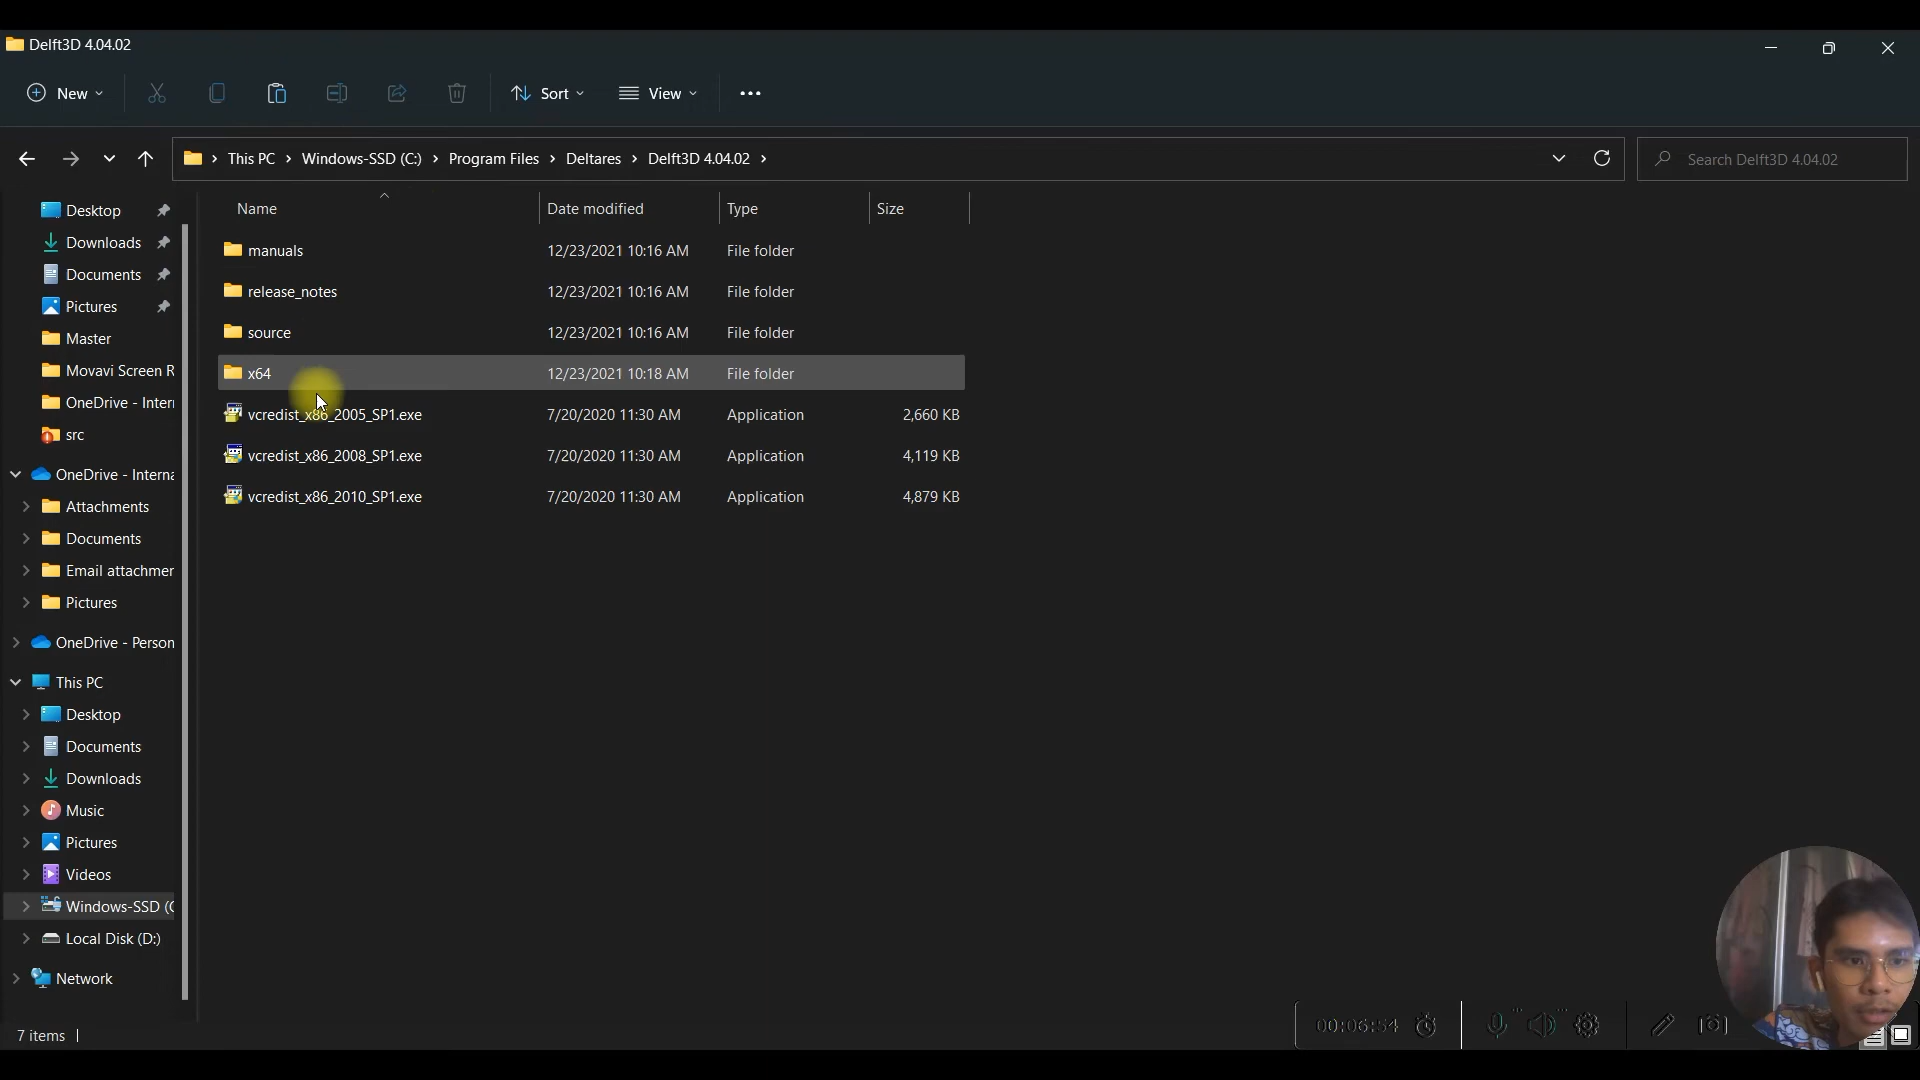 Delft3D 4.04.02
New
Sort
View
This PC > Windows-SSD (C:) > Program Files > Deltares > Delft3D 4.04.02 >
Search Delft3D 4.04.02
Name Date modified Type Size
manuals 12/23/2021 10:16 AM File folder
release_notes 12/23/2021 10:16 AM File folder
source 12/23/2021 10:16 AM File folder
x64 12/23/2021 10:18 AM File folder
vcredist_x86_2005_SP1.exe 7/20/2020 11:30 AM Application 2,660 KB
vcredist_x86_2008_SP1.exe 7/20/2020 11:30 AM Application 4,119 KB
vcredist_x86_2010_SP1.exe 7/20/2020 11:30 AM Application 4,879 KB
Desktop
Downloads
Documents
Pictures
Master
Movavi Screen R
OneDrive - Inter
src
OneDrive - Interna
Attachments
Documents
Email attachmer
Pictures
OneDrive - Person
This PC
Desktop
Documents
Downloads
Music
Pictures
Videos
Windows-SSD (C
Local Disk (D:)
Network
7 items
00:06:54